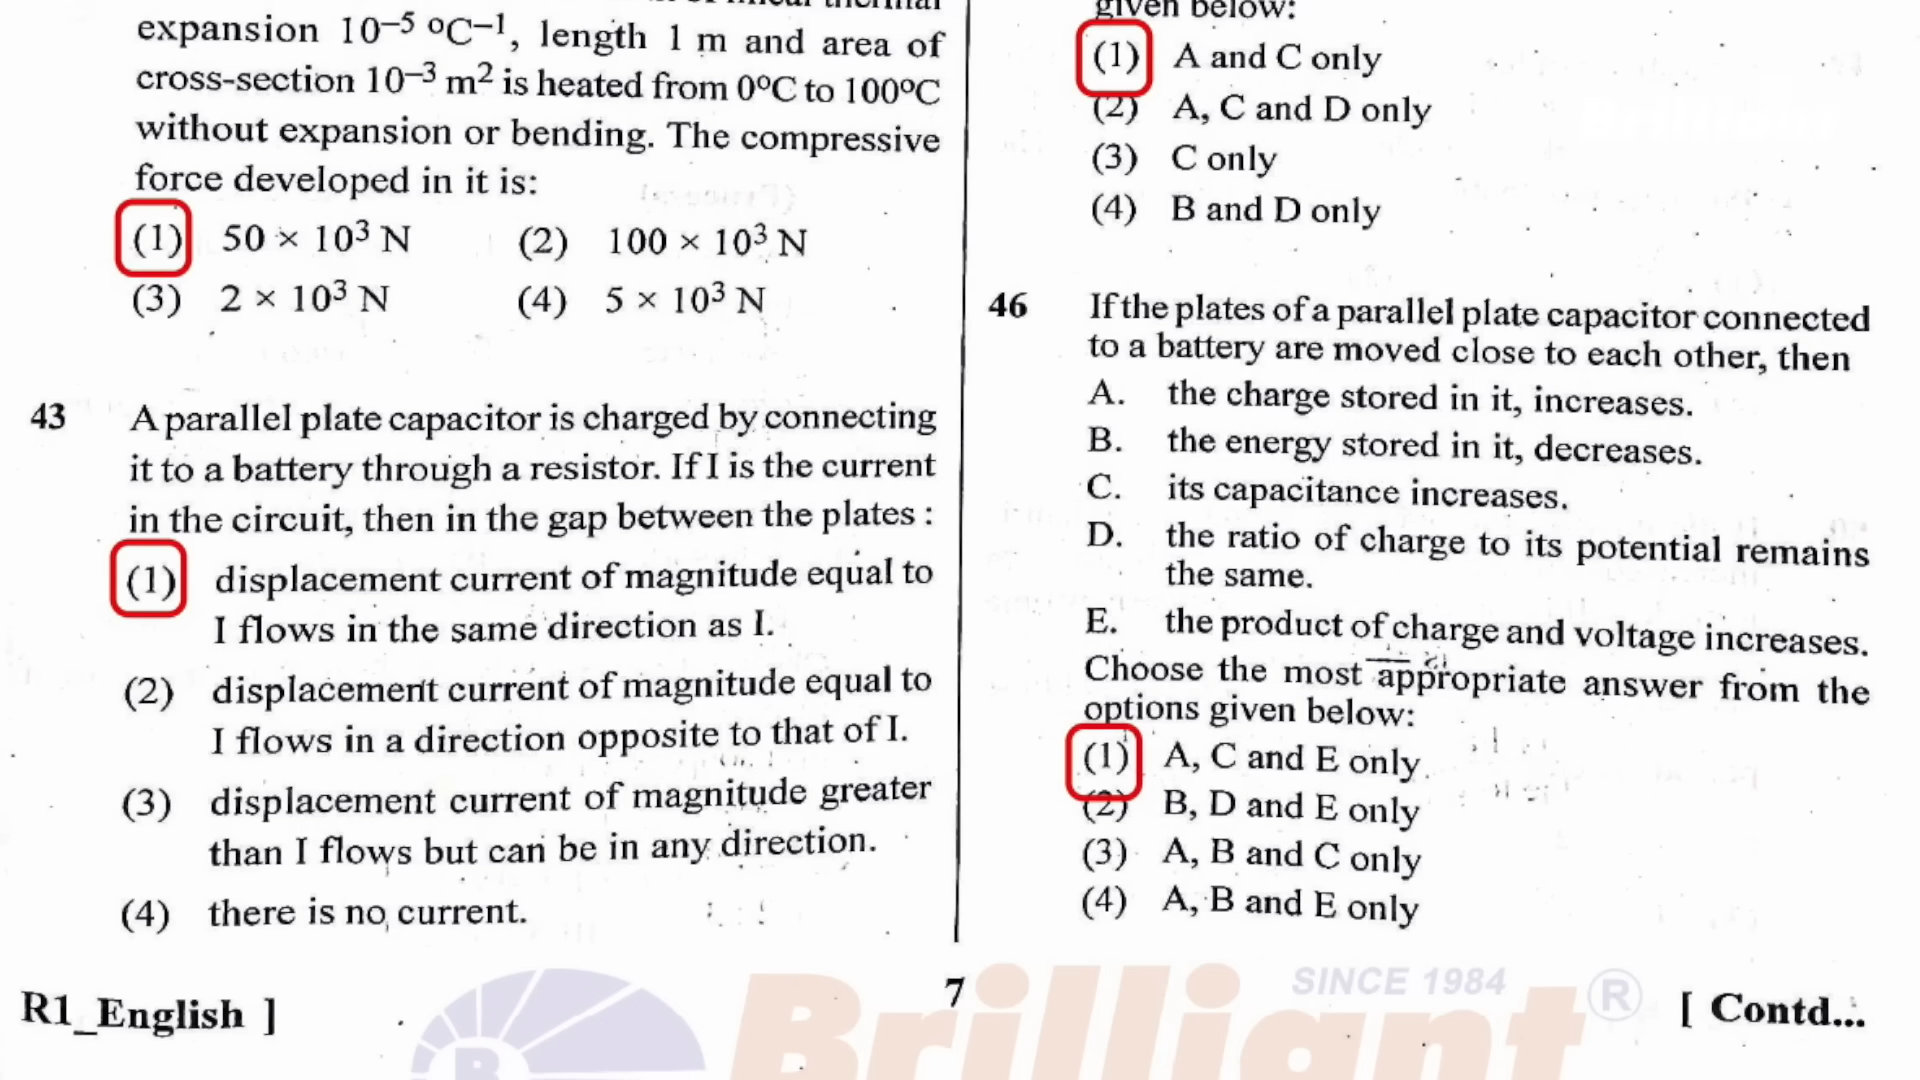 expansion 10⁻⁵ ºC⁻¹, length 1 m and area of
cross-section 10⁻³ m² is heated from 0ºC to 100ºC
without expansion or bending. The compressive
force developed in it is:
(1) 50 × 10³ N (2) 100 × 10³ N
(3) 2 × 10³ N (4) 5 × 10³ N
43 A parallel plate capacitor is charged by connecting
it to a battery through a resistor. If I is the current
in the circuit, then in the gap between the plates :
(1) displacement current of magnitude equal to
I flows in the same direction as I.
(2) displacement current of magnitude equal to
I flows in a direction opposite to that of I.
(3) displacement current of magnitude greater
than I flows but can be in any direction.
(4) there is no current.
given below:
(1) A and C only
(2) A, C and D only
(3) C only
(4) B and D only
46 If the plates of a parallel plate capacitor connected
to a battery are moved close to each other, then
A. the charge stored in it, increases.
B. the energy stored in it, decreases.
C. its capacitance increases.
D. the ratio of charge to its potential remains
the same.
E. the product of charge and voltage increases.
Choose the most appropriate answer from the
options given below:
(1) A, C and E only
(2) B, D and E only
(3) A, B and C only
(4) A, B and E only
R1_English ] 7 [ Contd...
SINCE 1984
Brilliant ®
B